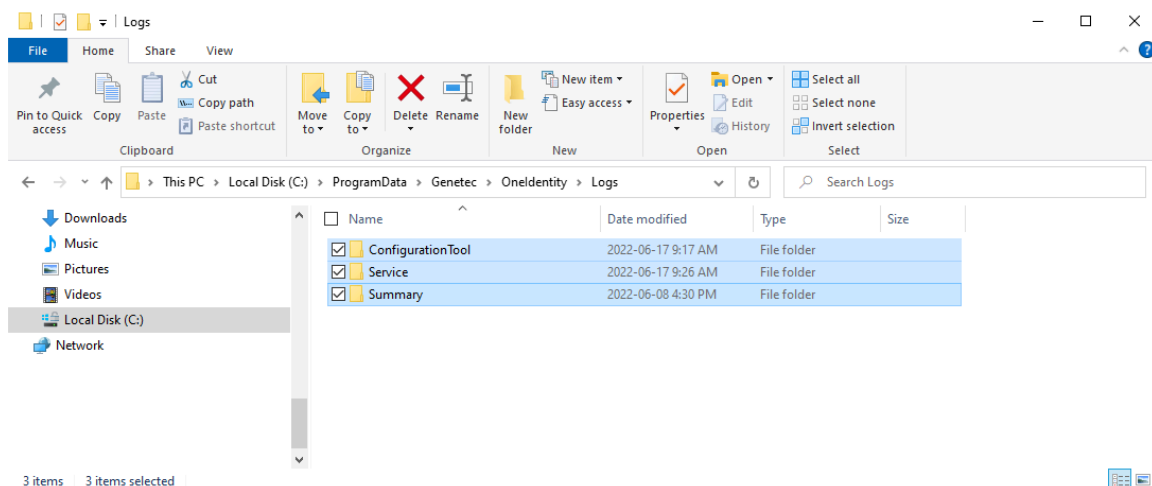 Logs
File Home Share View
Pin to Quick access
Copy
Paste
Cut
Copy path
Paste shortcut
Clipboard
Move to
Copy to
Delete
Rename
Organize
New folder
New item
Easy access
New
Properties
Open
Edit
History
Open
Select all
Select none
Invert selection
Select
This PC > Local Disk (C:) > ProgramData > Genetec > OneIdentity > Logs
Search Logs
Downloads
Music
Pictures
Videos
Local Disk (C:)
Network
Name Date modified Type Size
ConfigurationTool 2022-06-17 9:17 AM File folder
Service 2022-06-17 9:26 AM File folder
Summary 2022-06-08 4:30 PM File folder
3 items 3 items selected